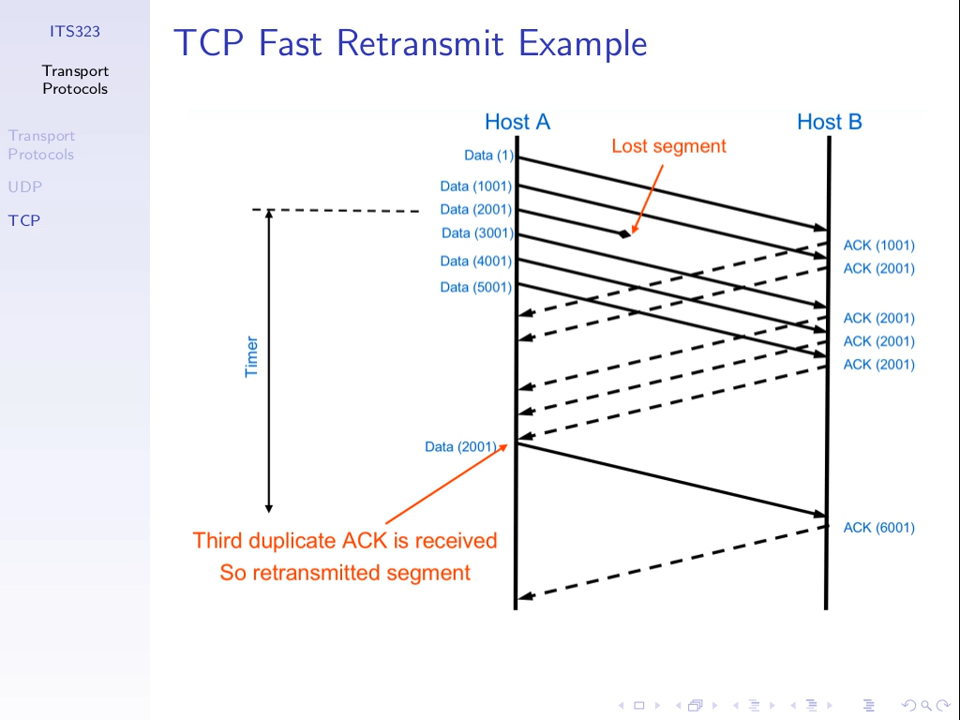 ITS323
Transport
Protocols
Transport
Protocols
UDP
TCP
TCP Fast Retransmit Example
Host A
Host B
Lost segment
Data (1)
Data (1001)
Data (2001)
Data (3001)
Data (4001)
Data (5001)
ACK (1001)
ACK (2001)
ACK (2001)
ACK (2001)
ACK (2001)
Timer
Data (2001)
ACK (6001)
Third duplicate ACK is received
So retransmitted segment